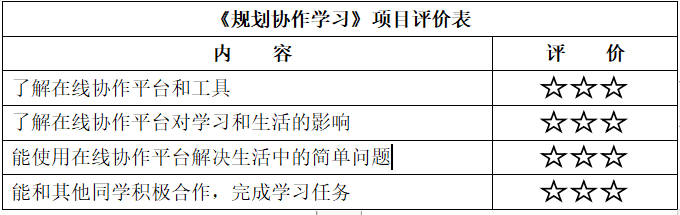 《规划协作学习》项目评价表
内 容 评 价
了解在线协作平台和工具 ☆☆☆
了解在线协作平台对学习和生活的影响 ☆☆☆
能使用在线协作平台解决生活中的简单问题 ☆☆☆
能和其他同学积极合作，完成学习任务 ☆☆☆